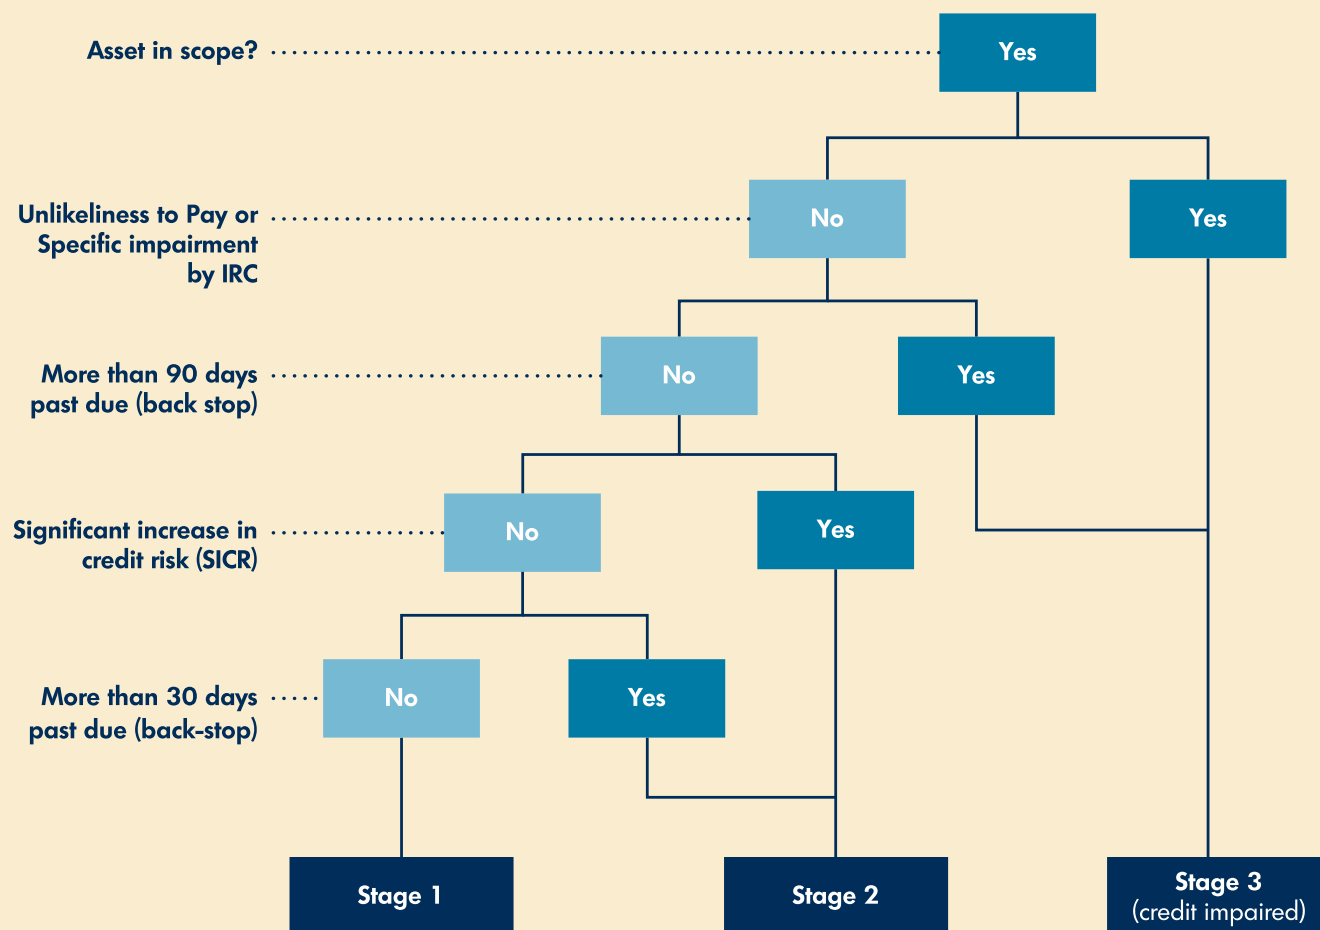 Asset in scope?
Yes
Unlikeliness to Pay or
Specific impairment
by IRC
No
Yes
More than 90 days
past due (back stop)
No
Yes
Significant increase in
credit risk (SICR)
No
Yes
More than 30 days
past due (back-stop)
No
Yes
Stage 1
Stage 2
Stage 3
(credit impaired)